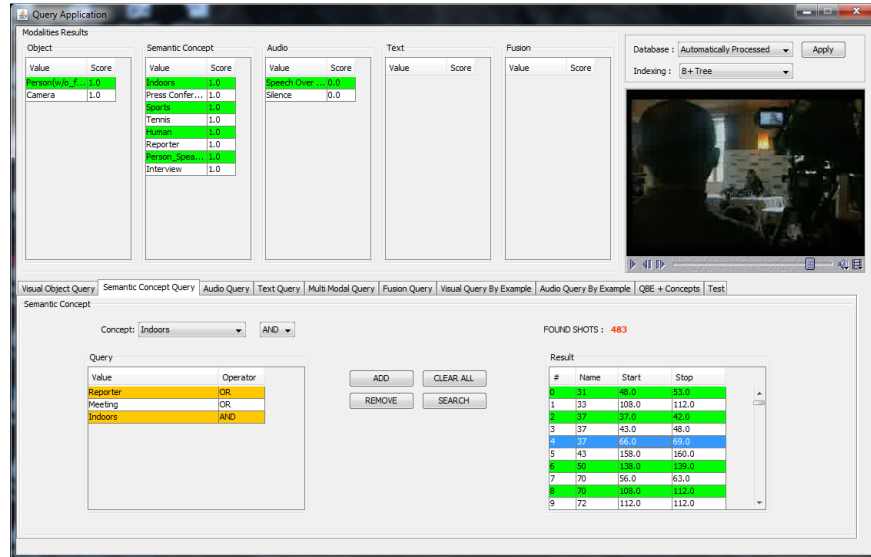 Query Application
Modalities Results
Object Semantic Concept Audio Text Fusion
Value Score Value Score Value Score Value Score Value Score
Person(w/o_f... 1.0 Indoors 1.0 Speech Over ... 0.0
Camera 1.0 Press Confer... 1.0 Silence 0.0
Sports 1.0
Tennis 1.0
Human 1.0
Reporter 1.0
Person_Spea... 1.0
Interview 1.0
Database : Automatically Processed Apply
Indexing : B+Tree
Visual Object Query Semantic Concept Query Audio Query Text Query Multi Modal Query Fusion Query Visual Query By Example Audio Query By Example QBE + Concepts Test
Semantic Concept
Concept: Indoors AND FOUND SHOTS : 483
Query Result
Value Operator ADD CLEAR ALL # Name Start Stop
Reporter OR REMOVE SEARCH 0 31 48.0 53.0
Meeting OR 1 33 108.0 112.0
Indoors AND 2 37 37.0 42.0
3 37 43.0 48.0
4 37 66.0 69.0
5 43 158.0 160.0
6 50 138.0 139.0
7 70 56.0 63.0
8 70 108.0 112.0
9 72 112.0 112.0